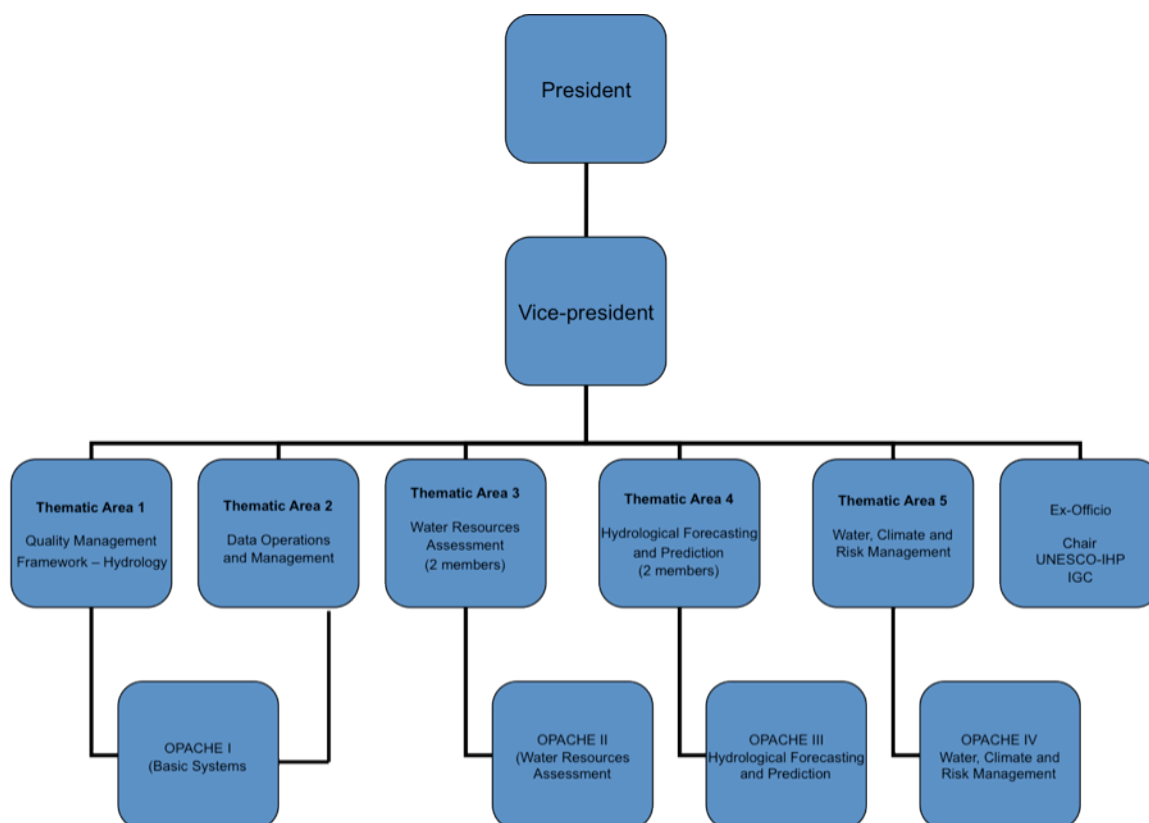 President
Vice-president
Thematic Area 1
Quality Management
Framework – Hydrology
Thematic Area 2
Data Operations
and Management
Thematic Area 3
Water Resources
Assessment
(2 members)
Thematic Area 4
Hydrological Forecasting
and Prediction
(2 members)
Thematic Area 5
Water, Climate and
Risk Management
Ex-Officio
Chair
UNESCO-IHP
IGC
OPACHE I
(Basic Systems
OPACHE II
(Water Resources
Assessment
OPACHE III
Hydrological Forecasting
and Prediction
OPACHE IV
Water, Climate and
Risk Management